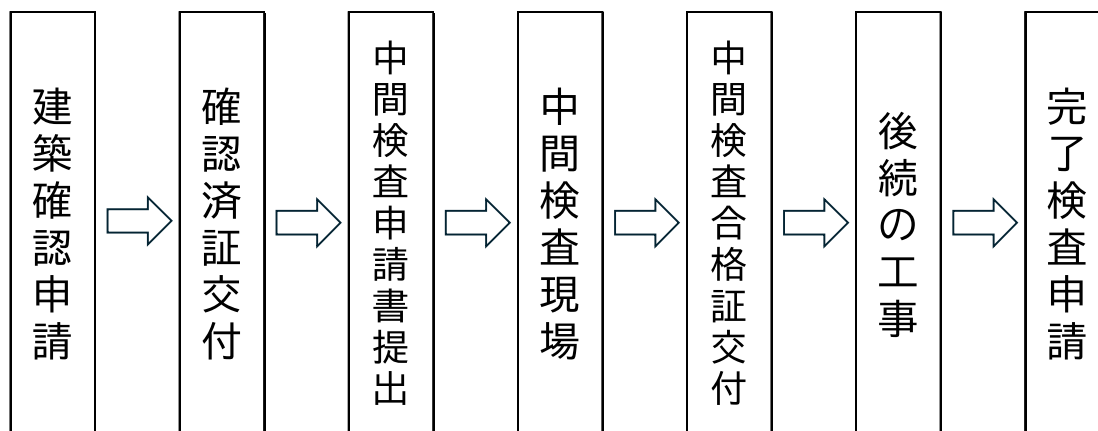 建築確認申請
確認済証交付
中間検査申請書提出
中間検査現場
中間検査合格証交付
後続の工事
完了検査申請